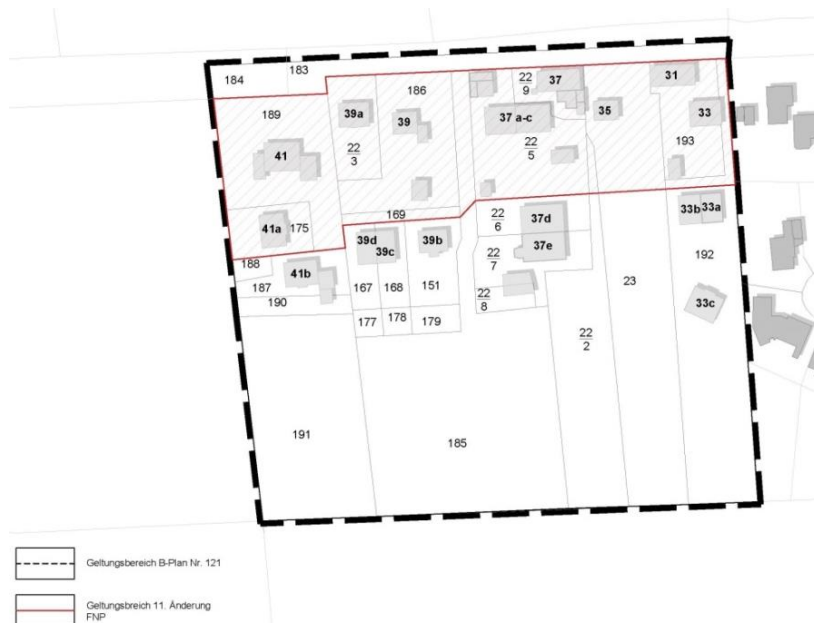 184
183
189
186
22
9
37
31
39a
39
37 a-c
35
33
22
3
22
5
193
41
41a
175
169
22
6
37d
33b
33a
39d
39c
39b
37e
188
41b
22
7
192
187
190
167
168
151
22
8
23
33c
177
178
179
22
2
191
185
Geltungsbereich B-Plan Nr. 121
Geltungsbreich 11. Änderung
FNP